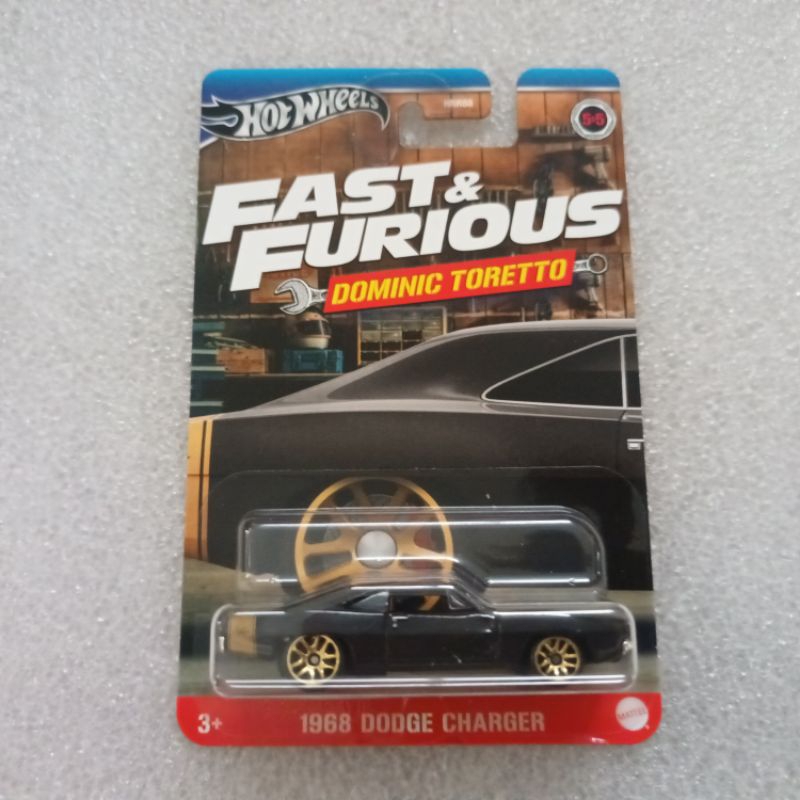 HOT WHEELS
5/5
FAST &
FURIOUS
DOMINIC TORETTO
3+
1968 DODGE CHARGER
MATTEL